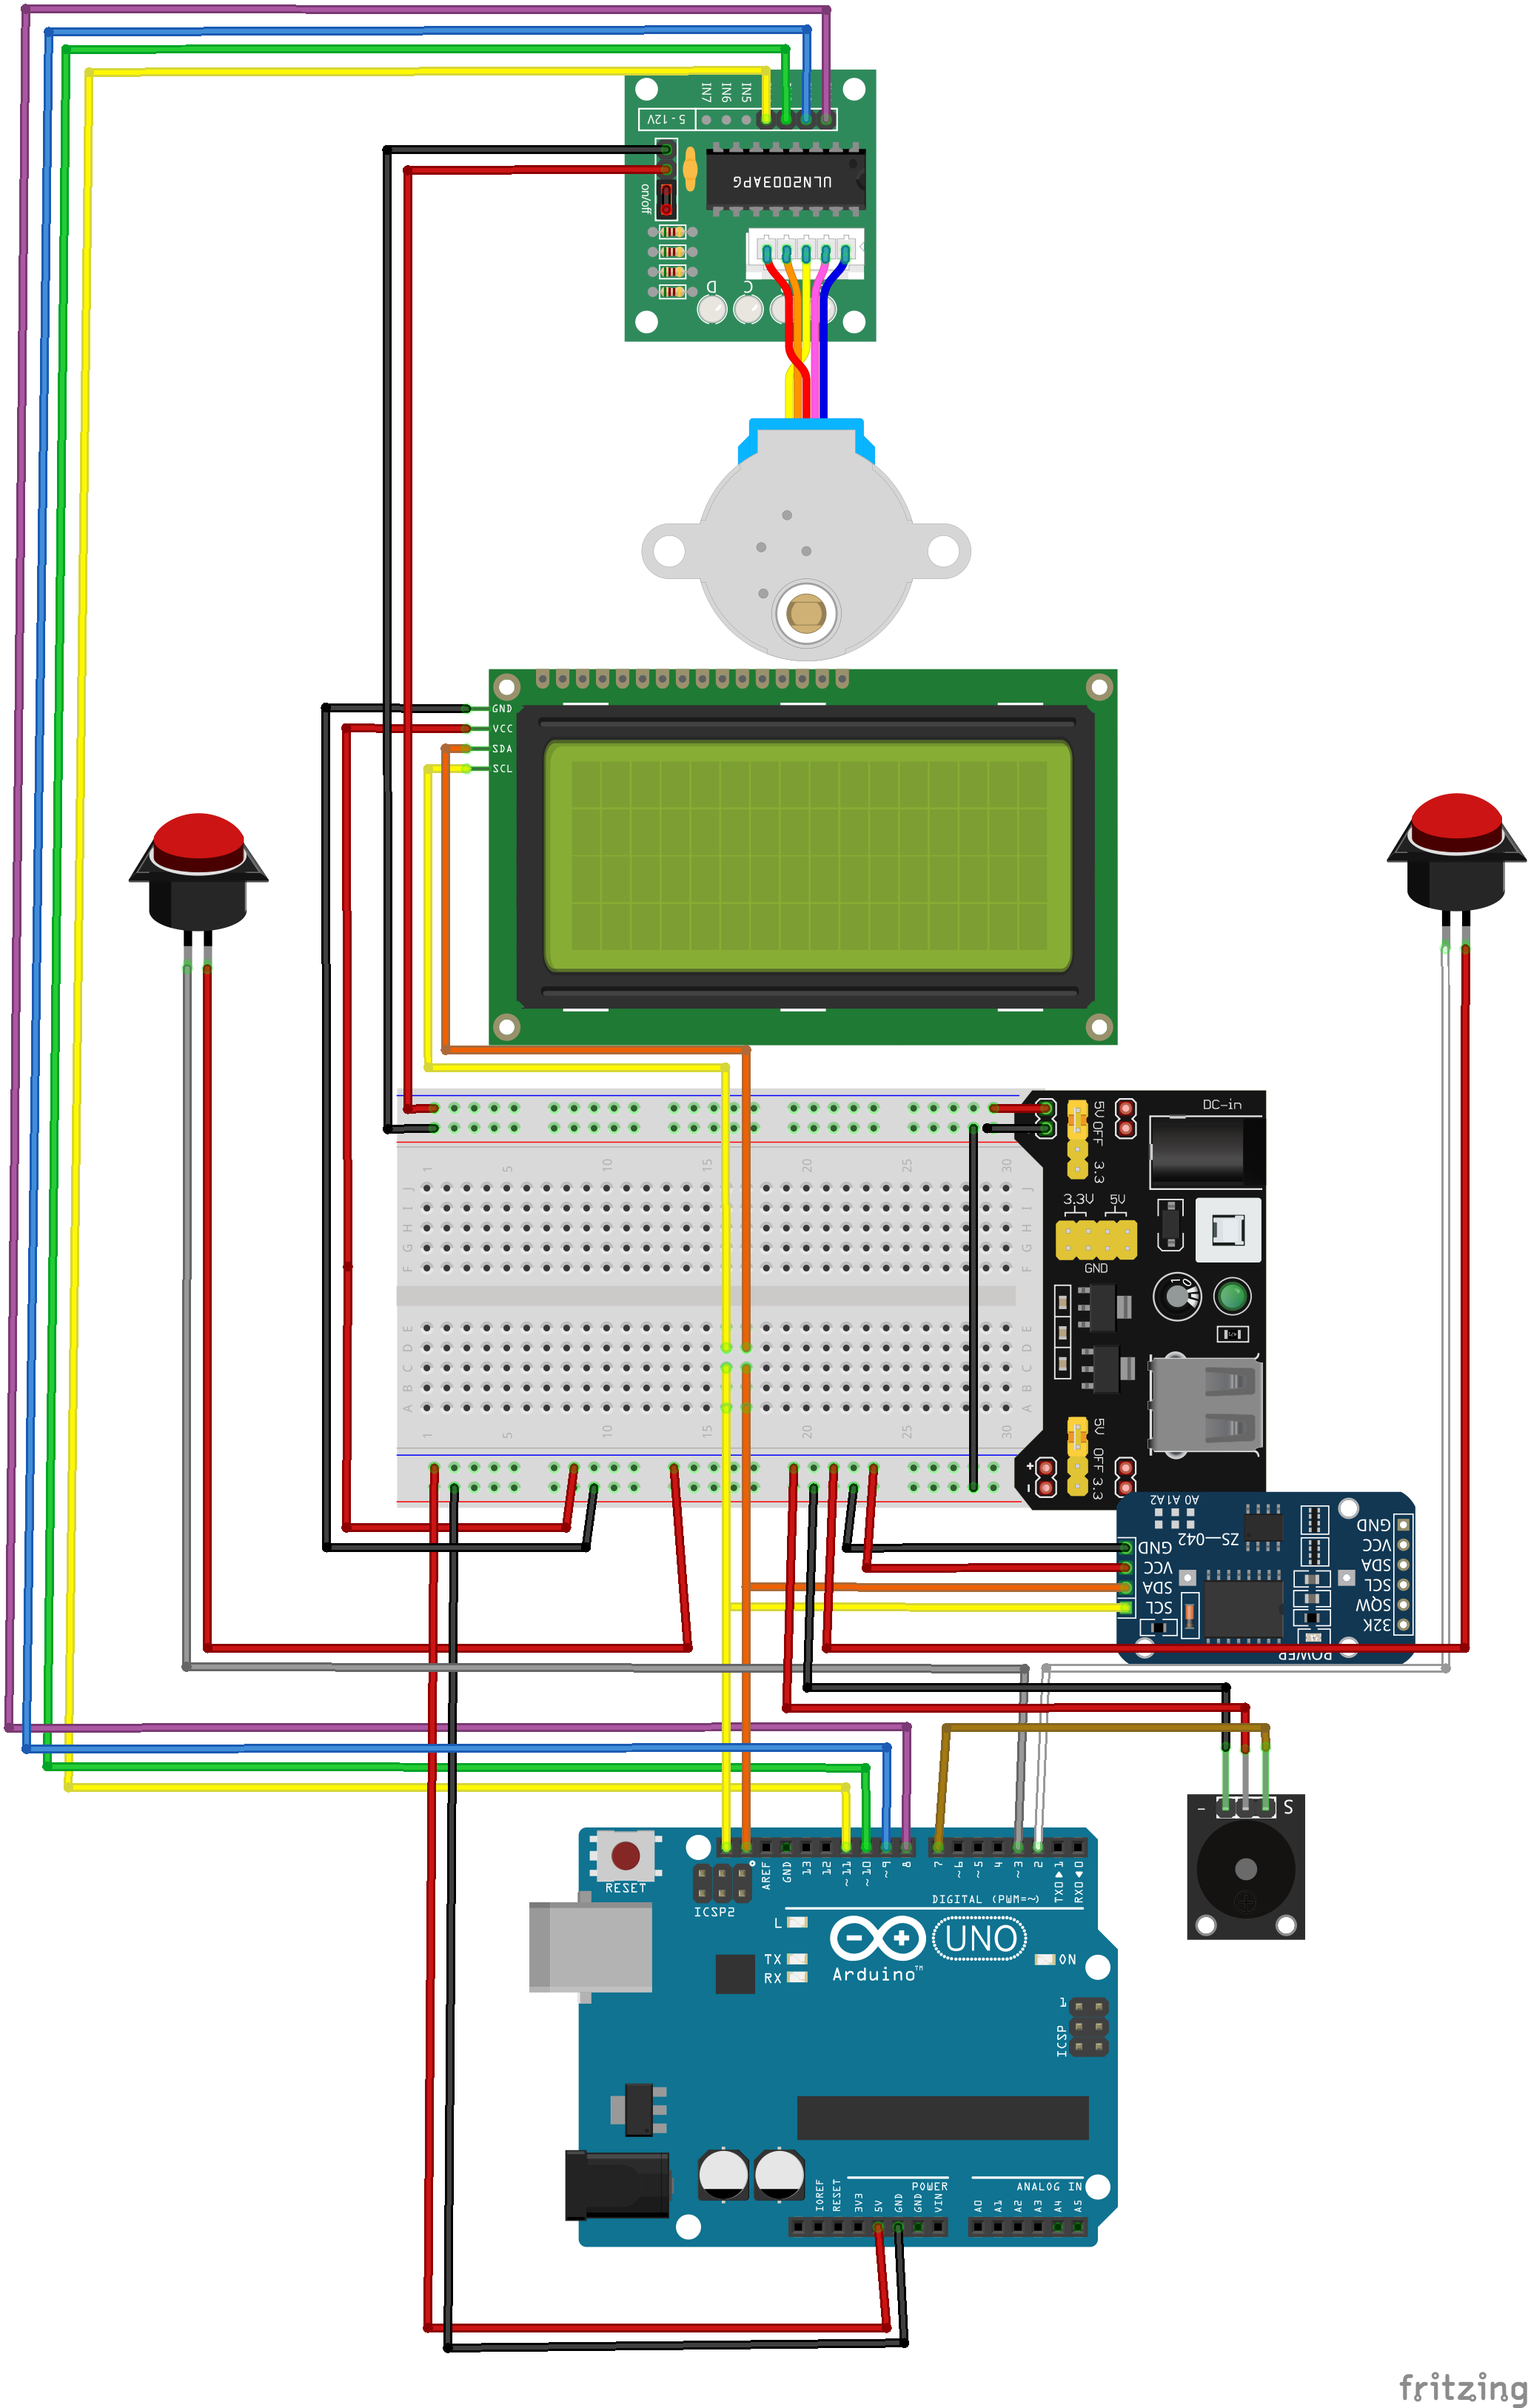 IN7 IN6 IN5
5-12V
ULN2003APG
on/off
D C
GND
VCC
SDA
SCL
DC-in
5V OFF 3.3
1 5 10 15 20 25 30
J J
I I
H H
G G
F F
3.3V 5V
GND
1 0
E E
D D
C C
B B
A A
1 5 10 15 20 25 30
5V OFF 3.3
+
-
A0 A1A2
ZS-042
GND
VCC
SDA
SCL
GND
VCC
SDA
SCL
SQW
32K
POWER
- S
RESET
ICSP2
AREF GND 13 12 ~11 ~10 ~9 8 7 ~6 ~5 4 ~3 2 TX0▶1 RX0◀0
DIGITAL (PWM=~)
L
TX
RX
Arduino™
UNO
ON
1
ICSP
POWER ANALOG IN
IOREF RESET 3V3 5V GND GND VIN A0 A1 A2 A3 A4 A5
fritzing